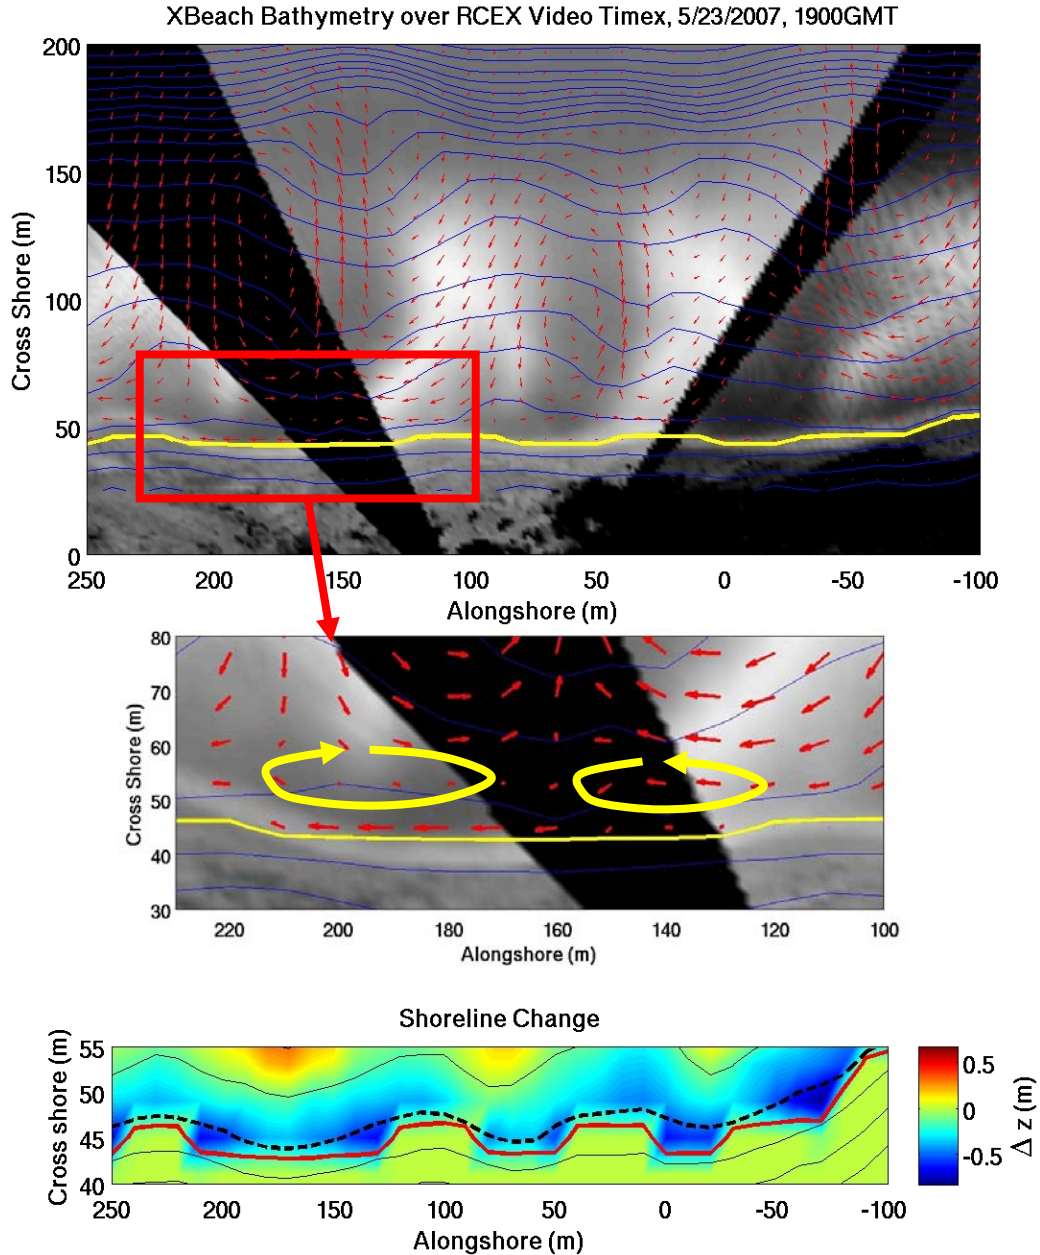 XBeach Bathymetry over RCEX Video Timex, 5/23/2007, 1900GMT
200
150
100
50
0
Cross Shore (m)
250 200 150 100 50 0 -50 -100
Alongshore (m)
80
70
60
50
40
30
Cross Shore (m)
220 200 180 160 140 120 100
Alongshore (m)
Shoreline Change
55
50
45
40
Cross shore (m)
250 200 150 100 50 0 -50 -100
Alongshore (m)
0.5
0
-0.5
Δ z (m)